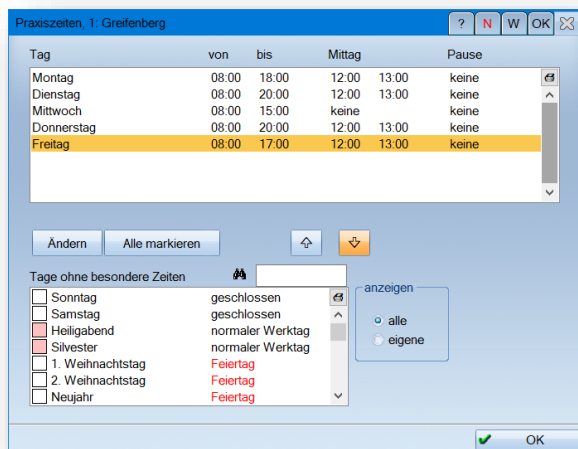 Praxiszeiten, 1: Greifenberg ? N W OK
Tag von bis Mittag Pause
Montag 08:00 18:00 12:00 13:00 keine
Dienstag 08:00 20:00 12:00 13:00 keine
Mittwoch 08:00 15:00 keine keine
Donnerstag 08:00 20:00 12:00 13:00 keine
Freitag 08:00 17:00 12:00 13:00 keine
Ändern Alle markieren
Tage ohne besondere Zeiten
anzeigen
Sonntag geschlossen
Samstag geschlossen
alle
Heiligabend normaler Werktag
eigene
Silvester normaler Werktag
1. Weihnachtstag Feiertag
2. Weihnachtstag Feiertag
Neujahr Feiertag
OK